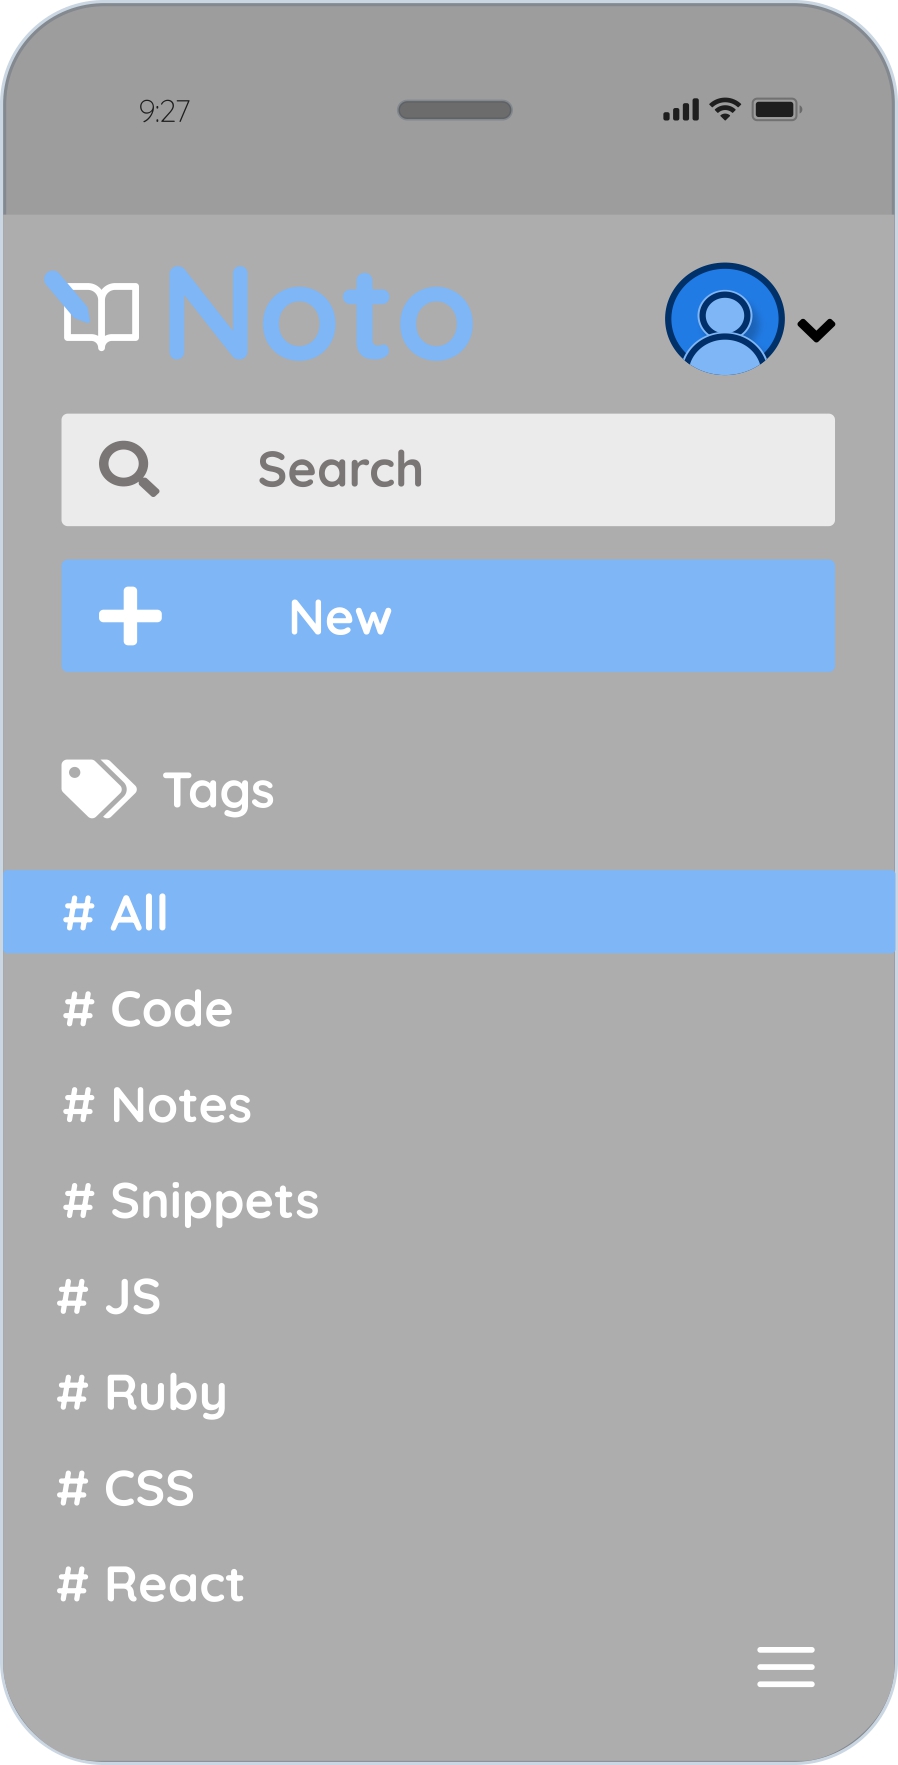 9:27
Noto
Search
New
Tags
# All
# Code
# Notes
# Snippets
# JS
# Ruby
# CSS
# React